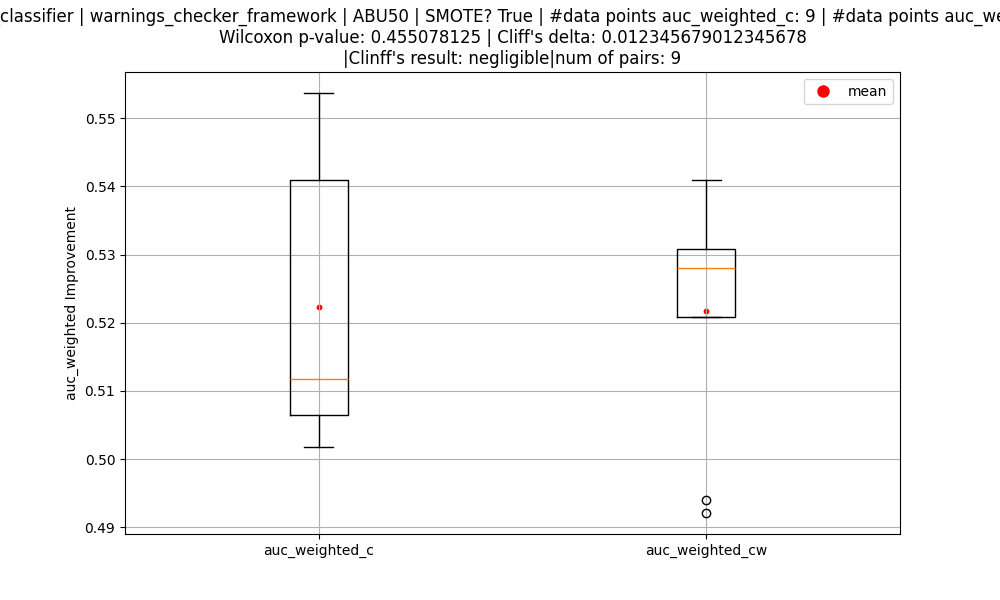 classifier | warnings_checker_framework | ABU50 | SMOTE? True | #data points auc_weighted_c: 9 | #data points
Wilcoxon p-value: 0.455078125 | Cliff's delta: 0.012345679012345678
|Clinff's result: negligible|num of pairs: 9
mean
0.55
0.54
0.53
0.52
0.51
0.50
0.49
auc_weighted Improvement
auc_weighted_c
auc_weighted_cw